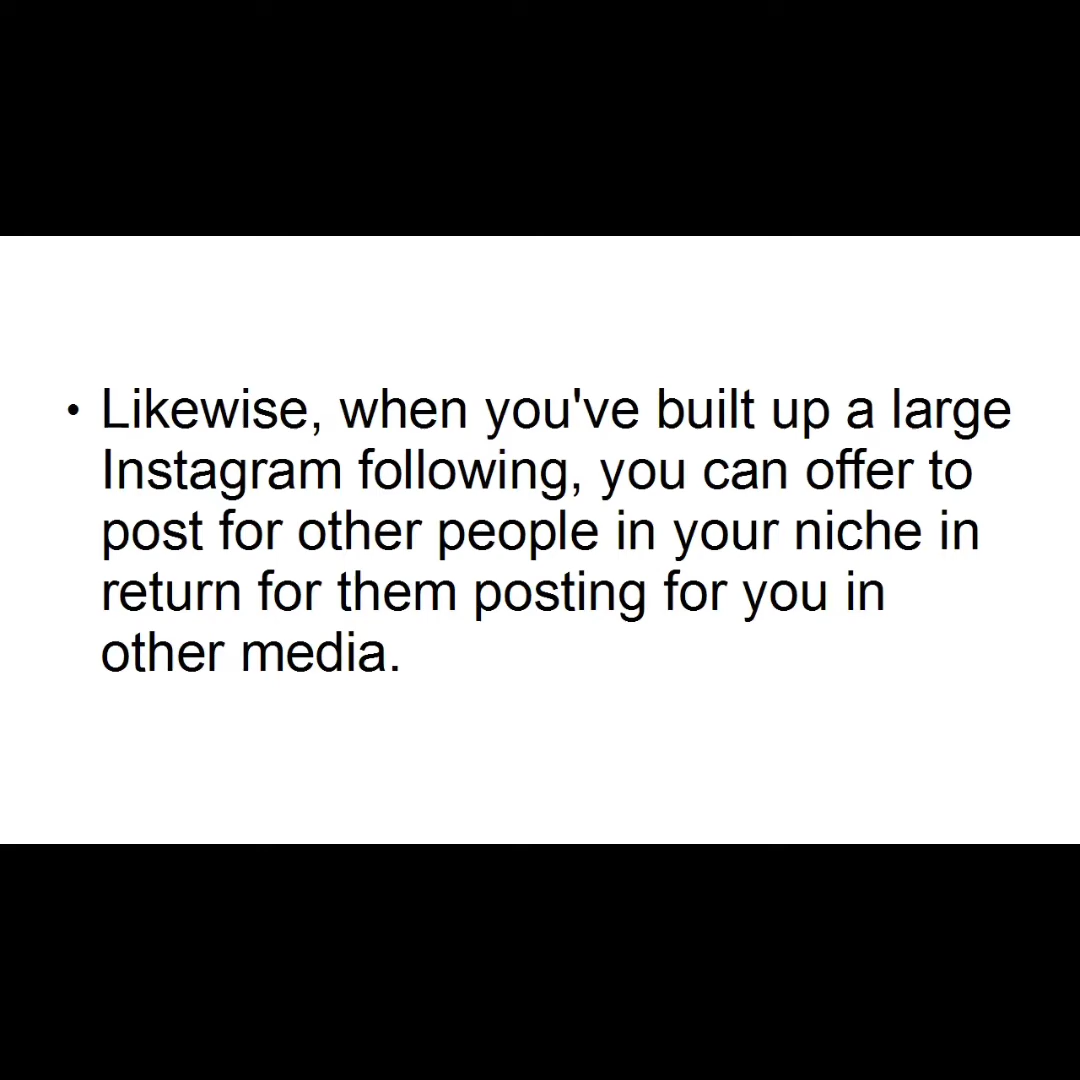 • Likewise, when you've built up a large
Instagram following, you can offer to
post for other people in your niche in
return for them posting for you in
other media.